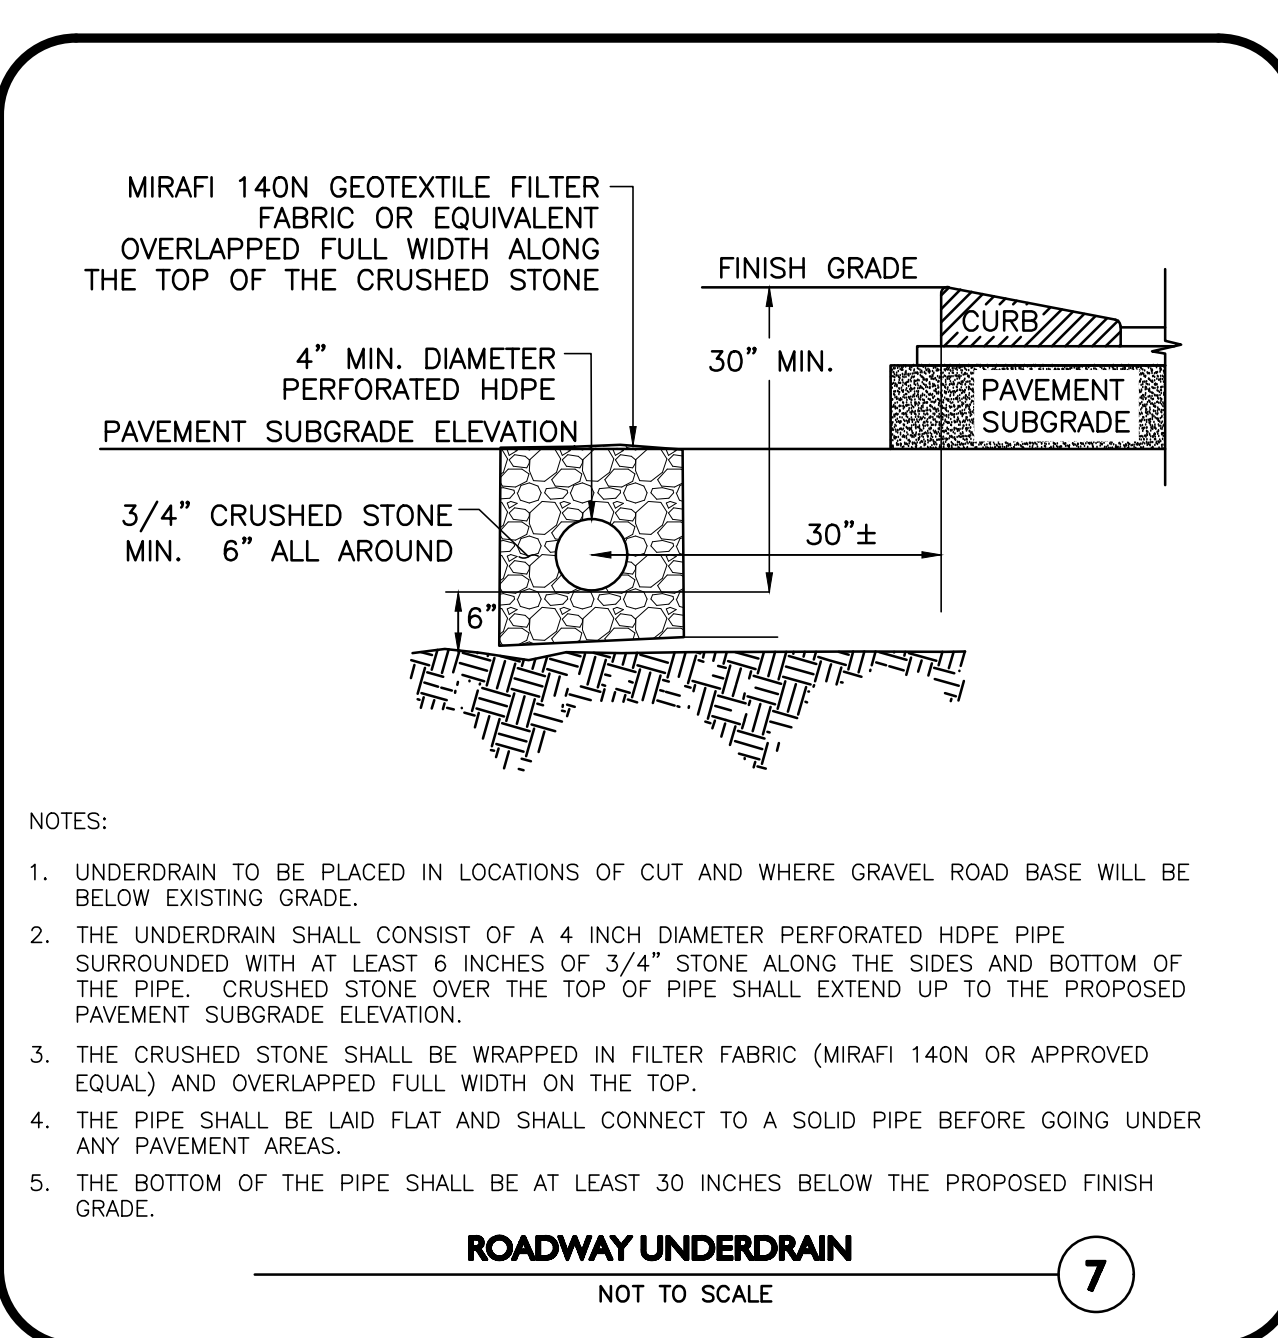 MIRAFI 140N GEOTEXTILE FILTER
FABRIC OR EQUIVALENT
OVERLAPPED FULL WIDTH ALONG
THE TOP OF THE CRUSHED STONE
FINISH GRADE
CURB
4" MIN. DIAMETER
PERFORATED HDPE
30" MIN.
PAVEMENT
SUBGRADE
PAVEMENT SUBGRADE ELEVATION
3/4" CRUSHED STONE
MIN. 6" ALL AROUND
30"±
6"
NOTES:
1. UNDERDRAIN TO BE PLACED IN LOCATIONS OF CUT AND WHERE GRAVEL ROAD BASE WILL BE
BELOW EXISTING GRADE.
2. THE UNDERDRAIN SHALL CONSIST OF A 4 INCH DIAMETER PERFORATED HDPE PIPE
SURROUNDED WITH AT LEAST 6 INCHES OF 3/4" STONE ALONG THE SIDES AND BOTTOM OF
THE PIPE. CRUSHED STONE OVER THE TOP OF PIPE SHALL EXTEND UP TO THE PROPOSED
PAVEMENT SUBGRADE ELEVATION.
3. THE CRUSHED STONE SHALL BE WRAPPED IN FILTER FABRIC (MIRAFI 140N OR APPROVED
EQUAL) AND OVERLAPPED FULL WIDTH ON THE TOP.
4. THE PIPE SHALL BE LAID FLAT AND SHALL CONNECT TO A SOLID PIPE BEFORE GOING UNDER
ANY PAVEMENT AREAS.
5. THE BOTTOM OF THE PIPE SHALL BE AT LEAST 30 INCHES BELOW THE PROPOSED FINISH
GRADE.
ROADWAY UNDERDRAIN
7
NOT TO SCALE